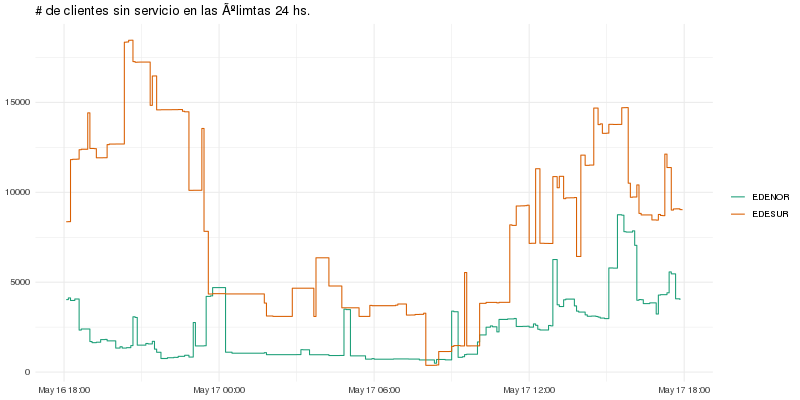 # de clientes sin servicio en las Ãºlimtas 24 hs.
15000
10000
5000
0
May 16 18:00
May 17 00:00
May 17 06:00
May 17 12:00
May 17 18:00
EDENOR
EDESUR